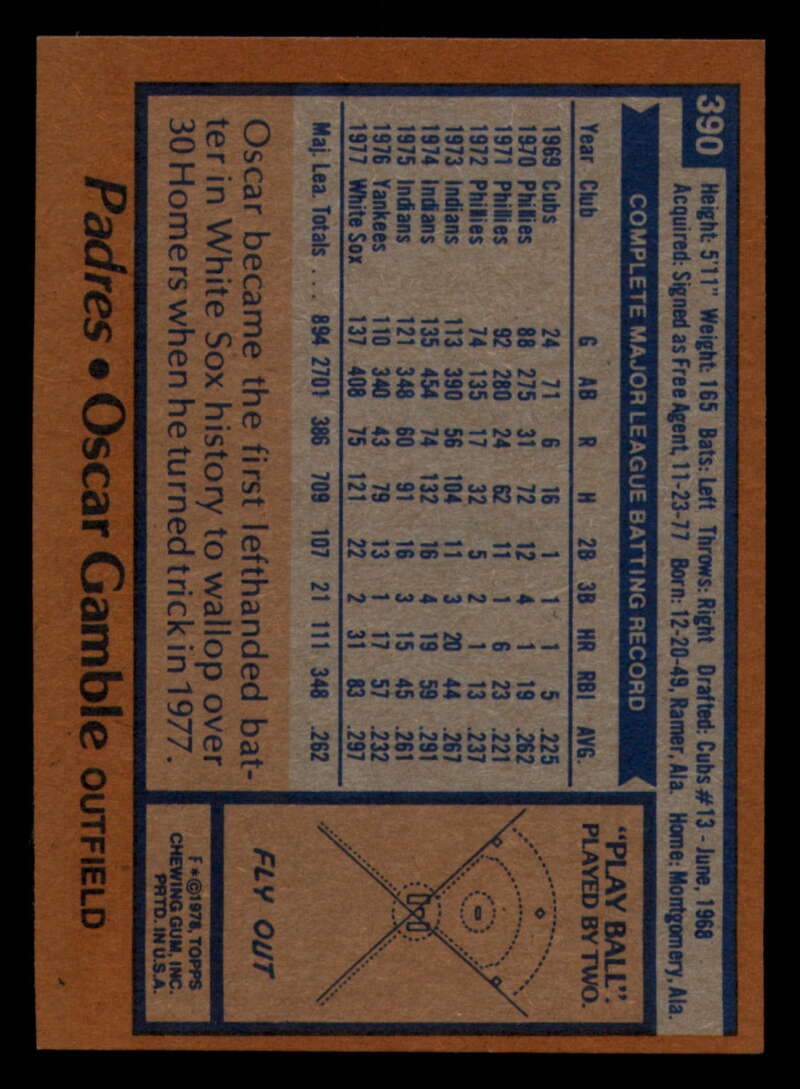 390
Height: 5'11" Weight: 165 Bats: Left Throws: Right Drafted: Cubs #13 - June, 1968
Acquired: Signed as Free Agent, 11-23-77 Born: 12-20-49, Ramer, Ala. Home: Montgomery, Ala.
COMPLETE MAJOR LEAGUE BATTING RECORD
Year Club G AB R H 2B 3B HR RBI AVG.
1969 Cubs 24 71 6 16 1 1 1 5 .225
1970 Phillies 88 275 31 72 12 4 1 19 .262
1971 Phillies 92 280 24 62 11 1 6 23 .221
1972 Phillies 74 135 17 32 5 2 1 13 .237
1973 Indians 113 390 56 104 11 3 20 44 .267
1974 Indians 135 454 74 132 16 4 19 59 .291
1975 Indians 121 348 60 91 16 3 15 45 .261
1976 Yankees 110 340 43 79 13 1 17 57 .232
1977 White Sox 137 408 75 121 22 2 31 83 .297
Maj. Lea. Totals ... 894 2701 386 709 107 21 111 348 .262
Oscar became the first lefthanded bat-
ter in White Sox history to wallop over
30 Homers when he turned trick in 1977.
"PLAY BALL":
PLAYED BY TWO.
FLY OUT
F*©1978, TOPPS
CHEWING GUM, INC.
PRTD. IN U.S.A.
Padres • Oscar Gamble OUTFIELD